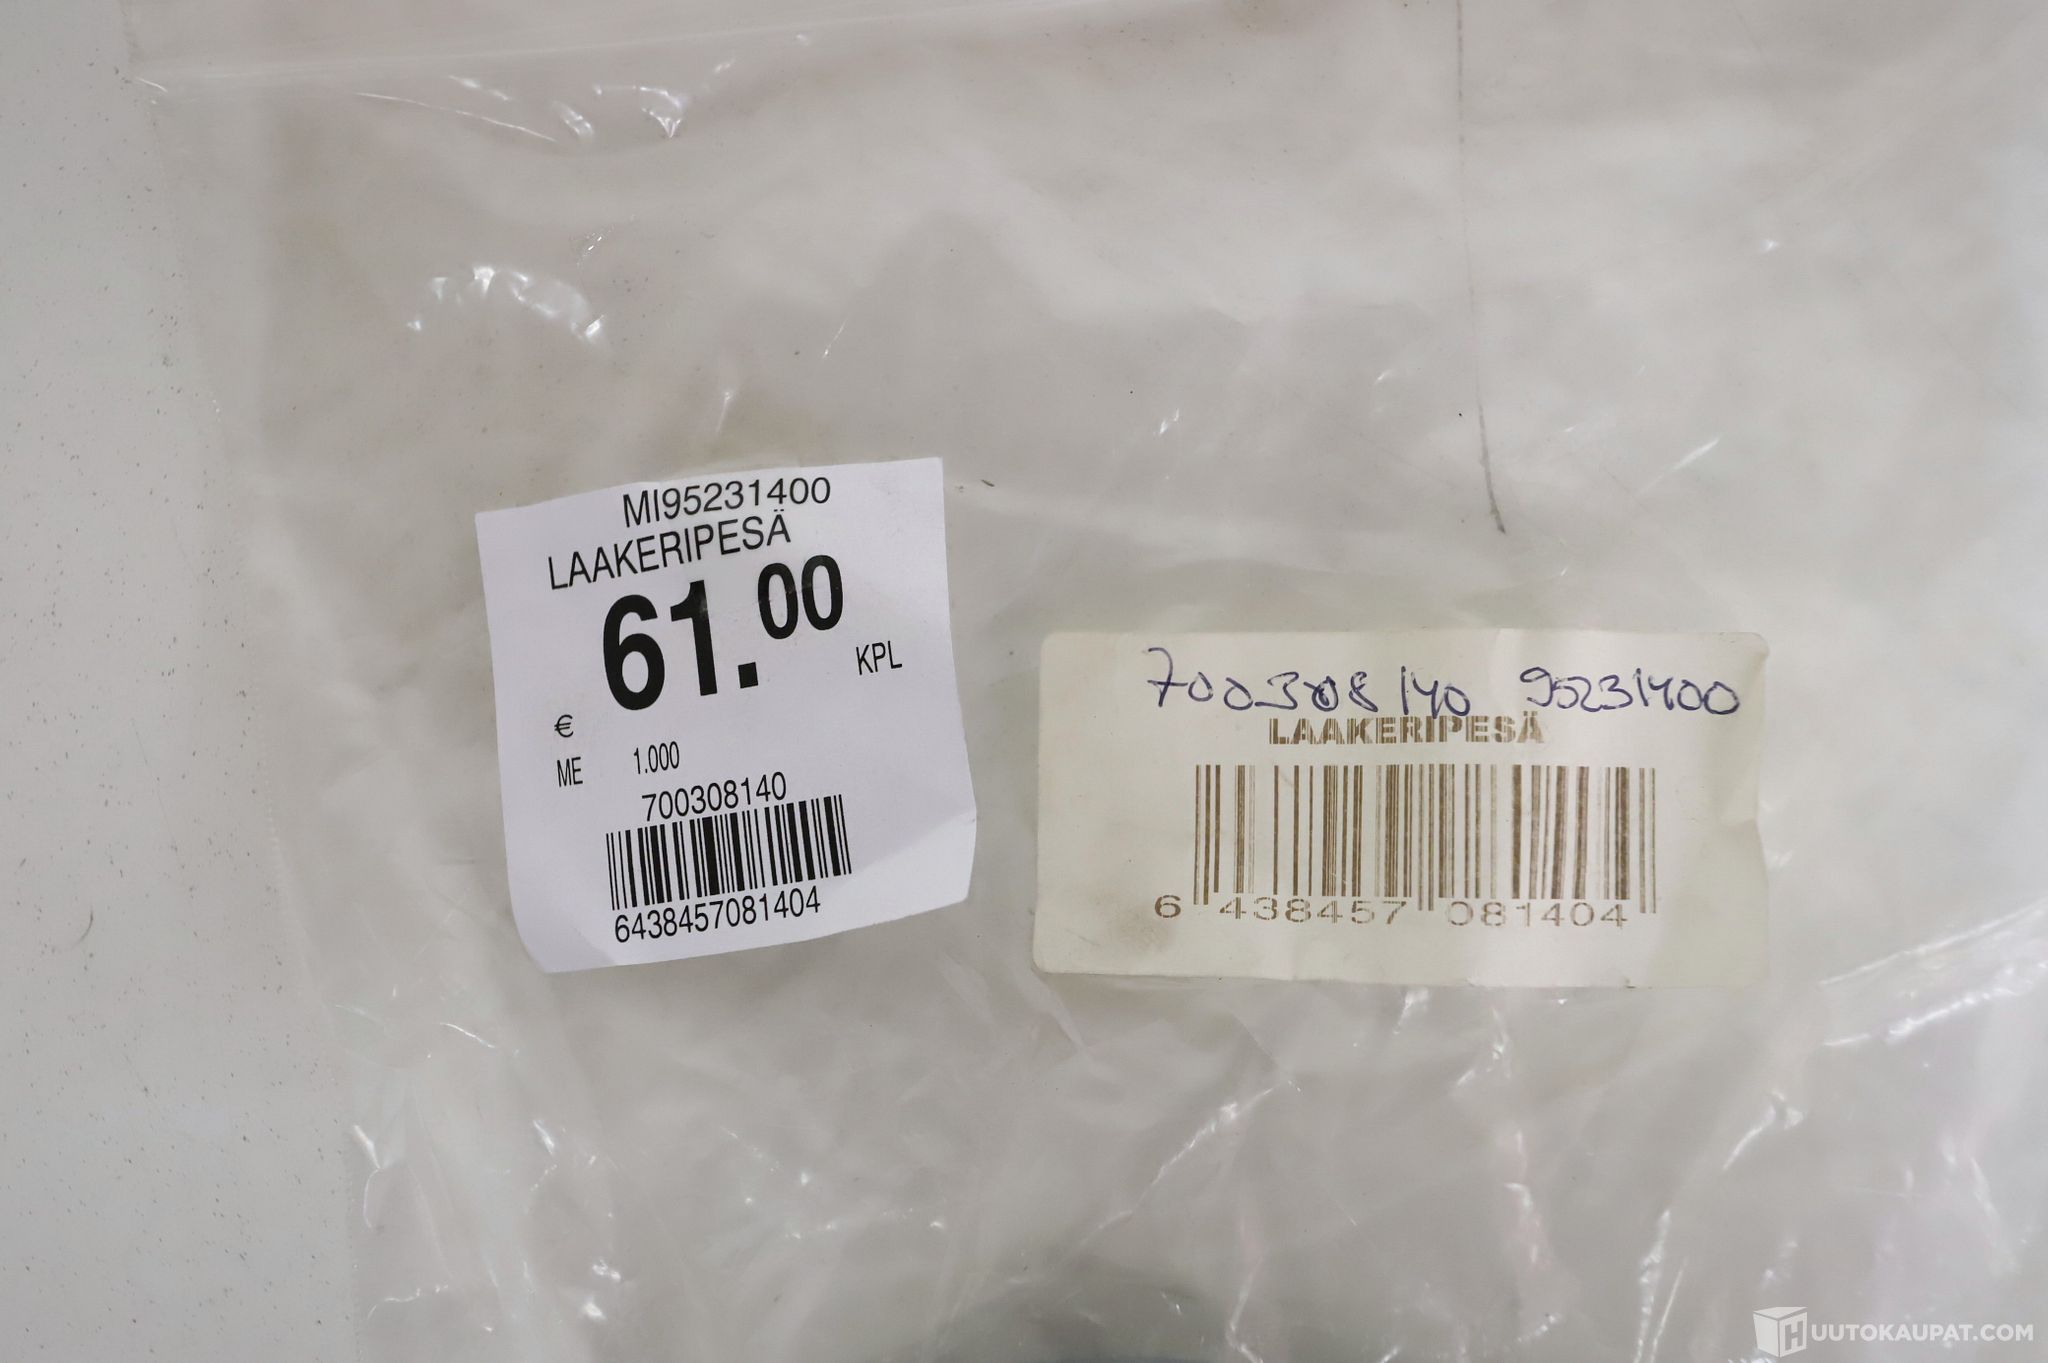 MI95231400
LAAKERIPESÄ
61.00
KPL
€
ME 1.000
700308140
6438457081404
700308140 95231400
LAAKERIPESÄ
6 438457 081404
HUUTOKAUPAT.COM